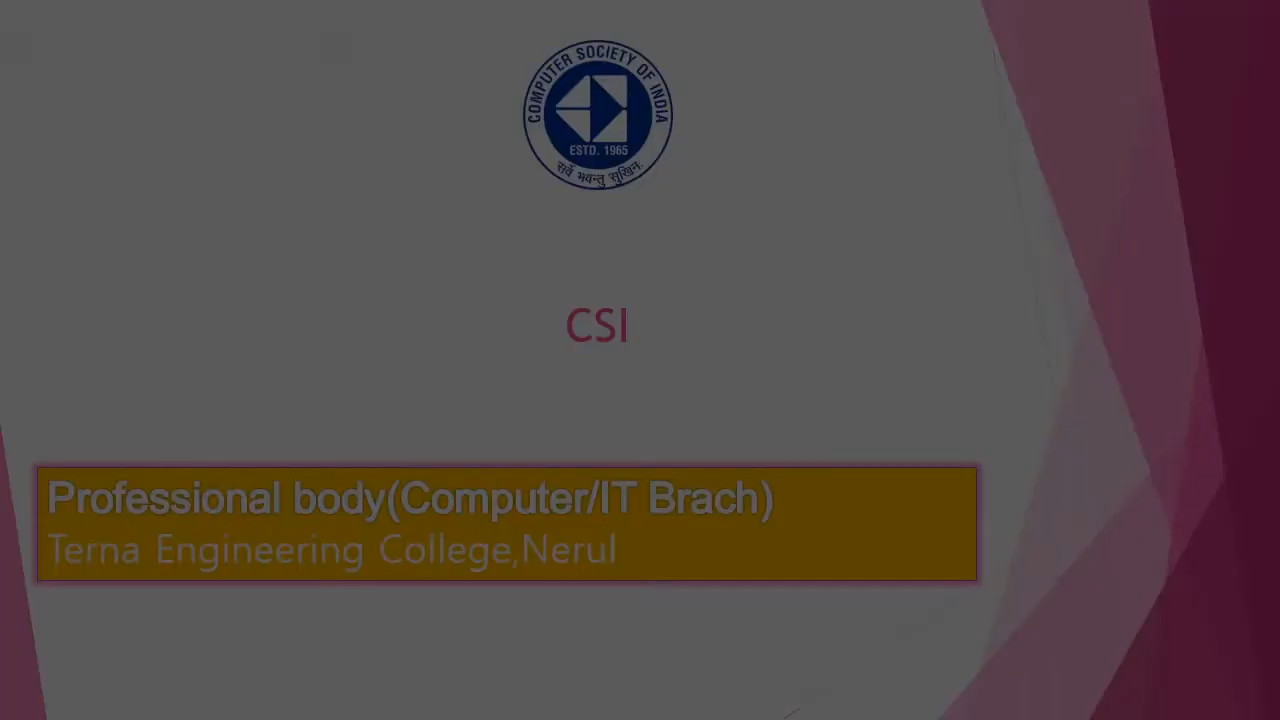 COMPUTER SOCIETY OF INDIA
ESTD. 1965
सर्वे भवन्तु सुखिनः
CSI
Professional body(Computer/IT Brach)
Terna Engineering College,Nerul